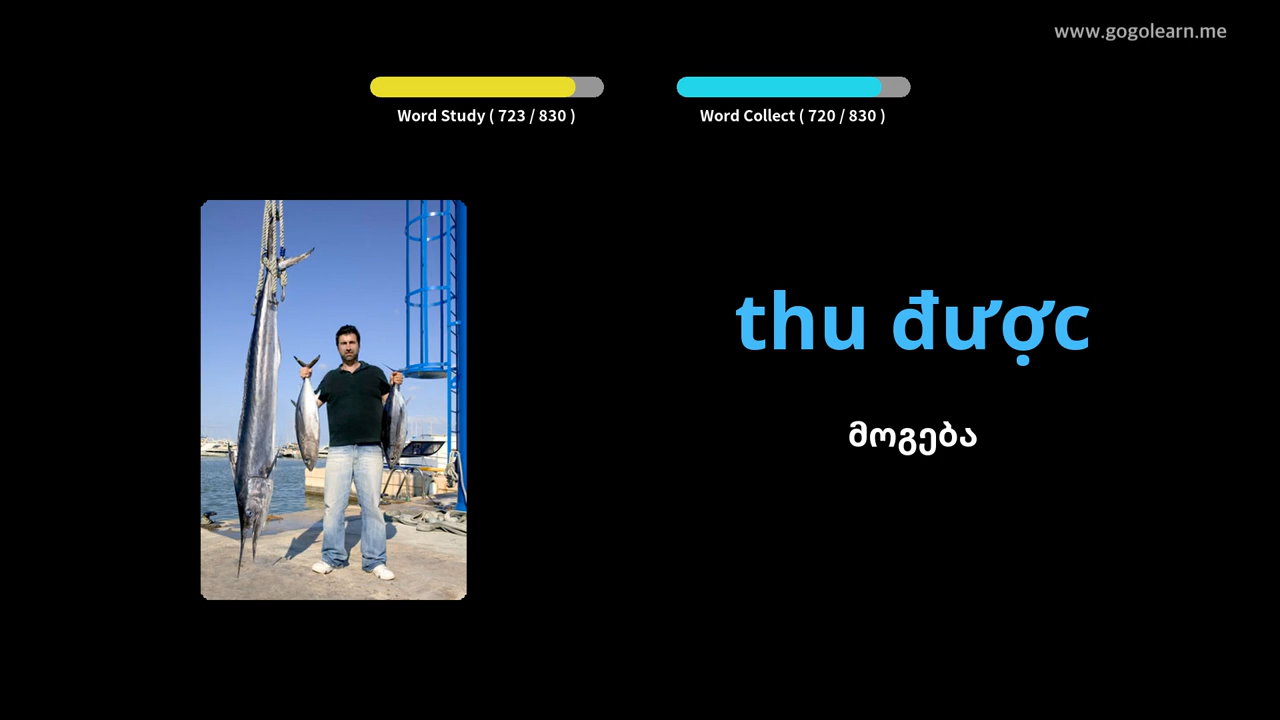 www.gogolearn.me
Word Study ( 723 / 830 )
Word Collect ( 720 / 830 )
thu được
მოგება